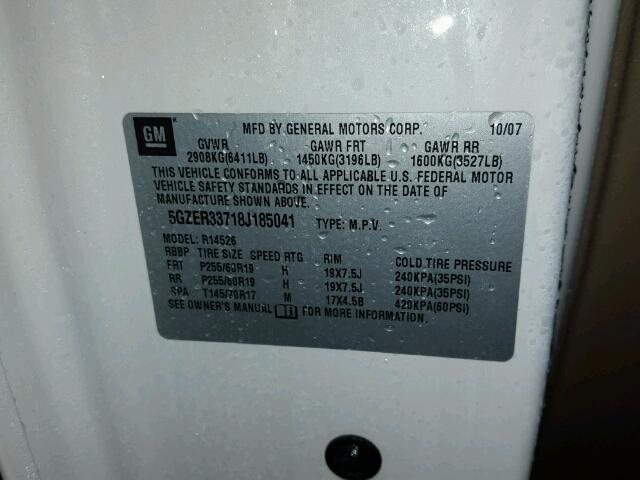 GM
MFD BY GENERAL MOTORS CORP. 10/07
GVWR GAWR FRT GAWR RR
2908KG(6411LB) 1450KG(3196LB) 1600KG(3527LB)
THIS VEHICLE CONFORMS TO ALL APPLICABLE U.S. FEDERAL MOTOR
VEHICLE SAFETY STANDARDS IN EFFECT ON THE DATE OF
MANUFACTURE SHOWN ABOVE.
5GZER33718J185041 TYPE: M.P.V.
MODEL: R14526
RBBP TIRE SIZE SPEED RTG RIM COLD TIRE PRESSURE
FRT P255/60R19 H 19X7.5J 240KPA(35PSI)
RR P255/60R19 H 19X7.5J 240KPA(35PSI)
SPA T145/70R17 M 17X4.5B 420KPA(60PSI)
SEE OWNER'S MANUAL FOR MORE INFORMATION.